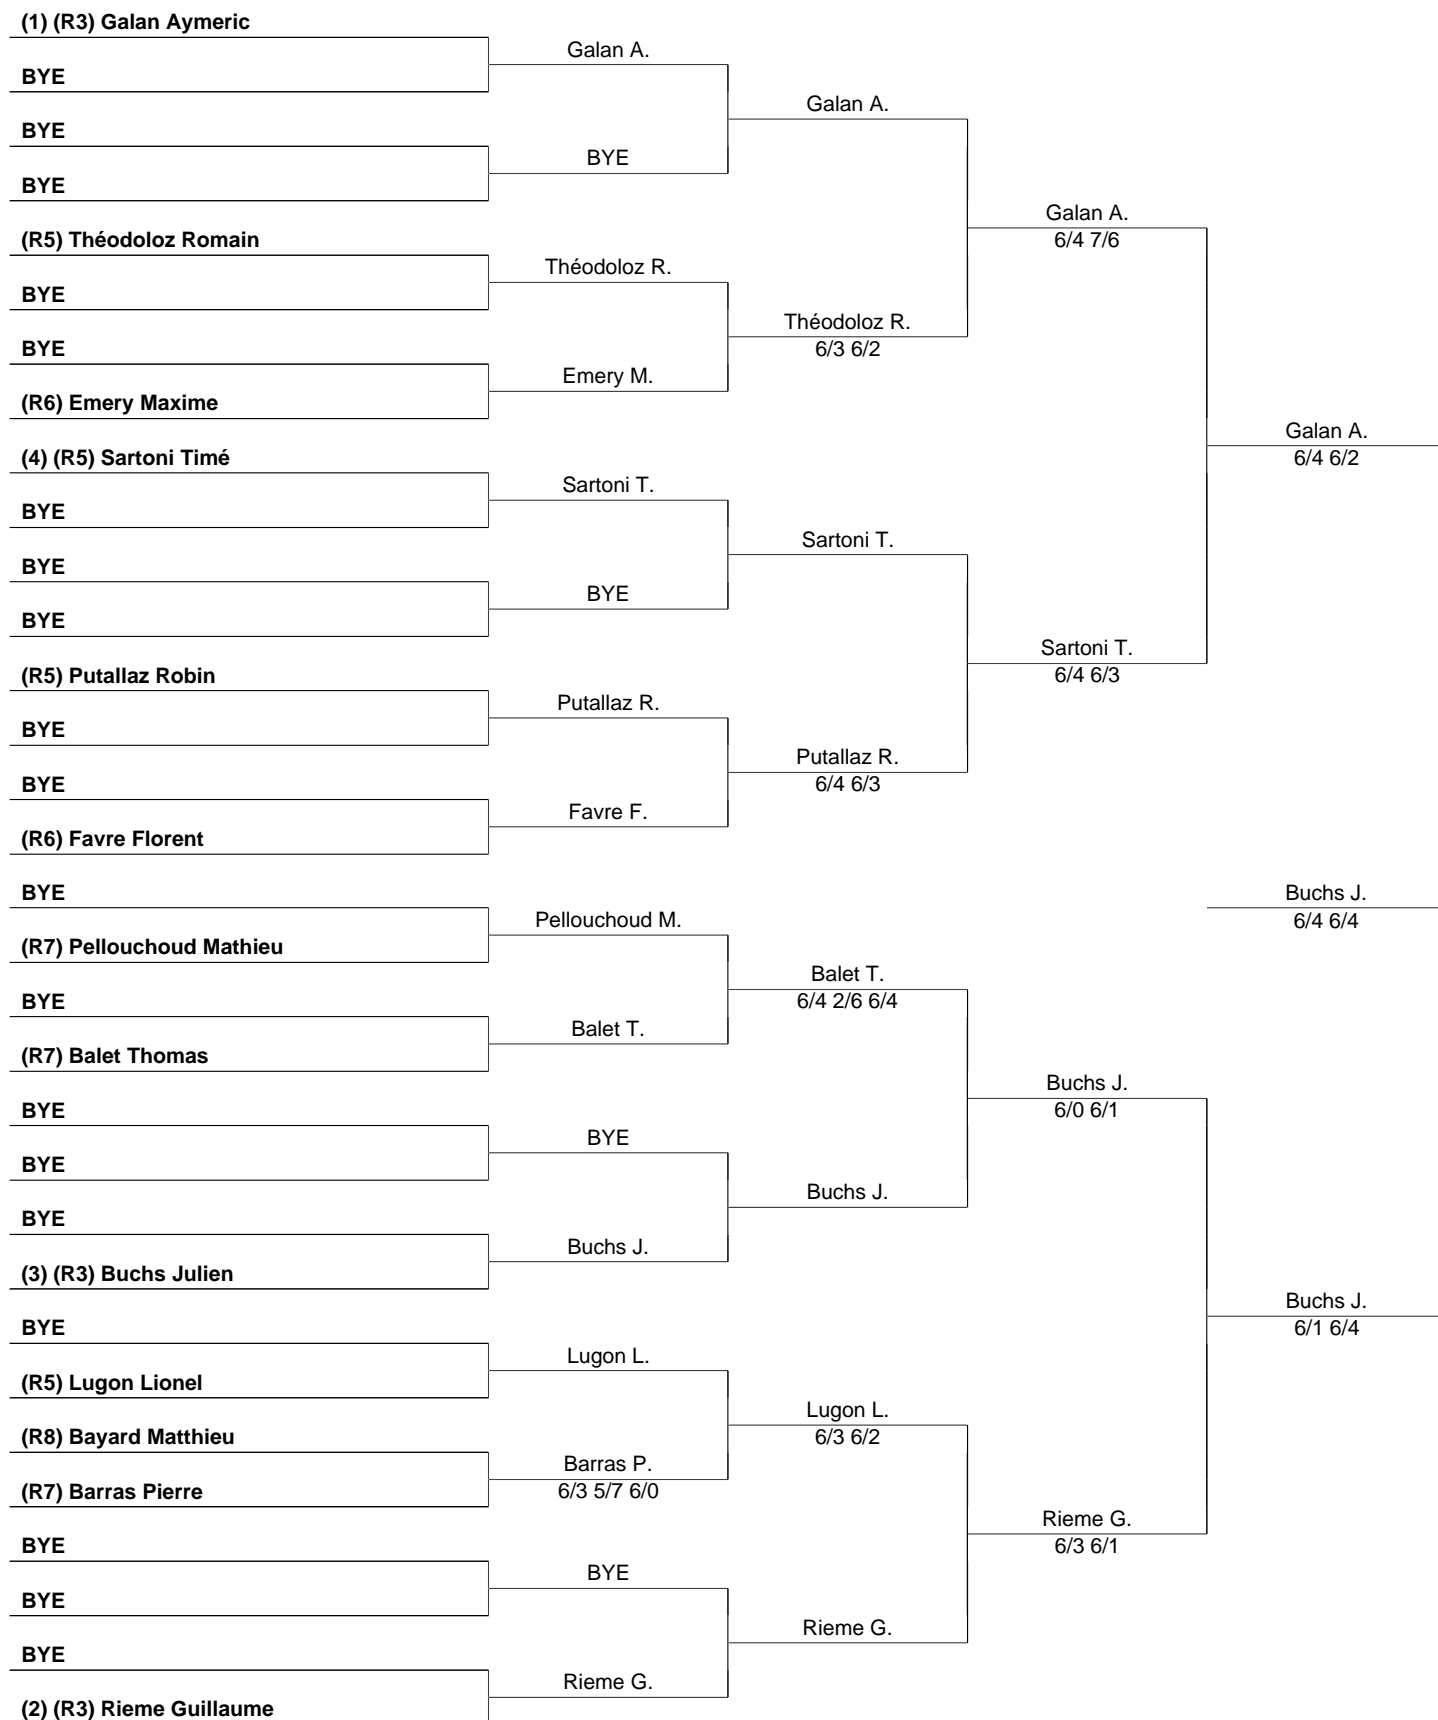 (1) (R3) Galan Aymeric
Galan A.
BYE
Galan A.
BYE
BYE
BYE
Galan A.
6/4 7/6
(R5) Théodoloz Romain
Théodoloz R.
BYE
Théodoloz R.
6/3 6/2
BYE
Emery M.
(R6) Emery Maxime
Galan A.
6/4 6/2
(4) (R5) Sartoni Timé
Sartoni T.
BYE
Sartoni T.
BYE
BYE
BYE
Sartoni T.
6/4 6/3
(R5) Putallaz Robin
Putallaz R.
BYE
Putallaz R.
6/4 6/3
BYE
Favre F.
(R6) Favre Florent
BYE
Buchs J.
6/4 6/4
Pellouchoud M.
(R7) Pellouchoud Mathieu
Balet T.
6/4 2/6 6/4
BYE
Balet T.
(R7) Balet Thomas
Buchs J.
6/0 6/1
BYE
BYE
BYE
Buchs J.
BYE
Buchs J.
(3) (R3) Buchs Julien
Buchs J.
6/1 6/4
BYE
Lugon L.
(R5) Lugon Lionel
Lugon L.
6/3 6/2
(R8) Bayard Matthieu
Barras P.
6/3 5/7 6/0
(R7) Barras Pierre
Rieme G.
6/3 6/1
BYE
BYE
BYE
Rieme G.
BYE
Rieme G.
(2) (R3) Rieme Guillaume